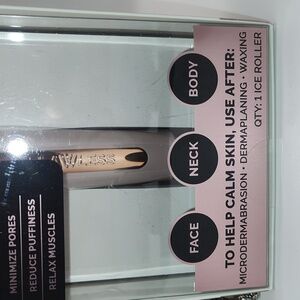 MINIMIZE PORES
REDUCE PUFFINESS
RELAX MUSCLES
FACE
NECK
BODY
TO HELP CALM SKIN, USE AFTER:
MICRODERMABRASION • DERMAPLANING • WAXING
QTY: 1 ICE ROLLER